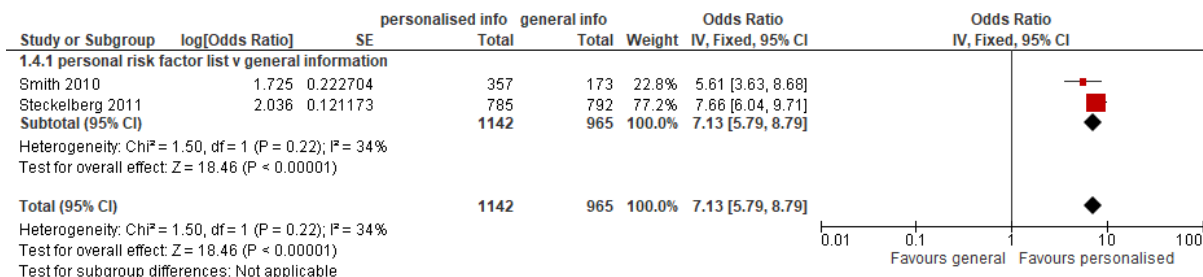 personalised info general info Odds Ratio Odds Ratio
Study or Subgroup log[Odds Ratio] SE Total Total Weight IV, Fixed, 95% CI IV, Fixed, 95% CI
1.4.1 personal risk factor list v general information
Smith 2010 1.725 0.222704 357 173 22.8% 5.61 [3.63, 8.68]
Steckelberg 2011 2.036 0.121173 785 792 77.2% 7.66 [6.04, 9.71]
Subtotal (95% CI) 1142 965 100.0% 7.13 [5.79, 8.79]
Heterogeneity: Chi² = 1.50, df = 1 (P = 0.22); I² = 34%
Test for overall effect: Z = 18.46 (P < 0.00001)
Total (95% CI) 1142 965 100.0% 7.13 [5.79, 8.79]
Heterogeneity: Chi² = 1.50, df = 1 (P = 0.22); I² = 34%
Test for overall effect: Z = 18.46 (P < 0.00001)
Test for subgroup differences: Not applicable
0.01 0.1 1 10 100
Favours general Favours personalised